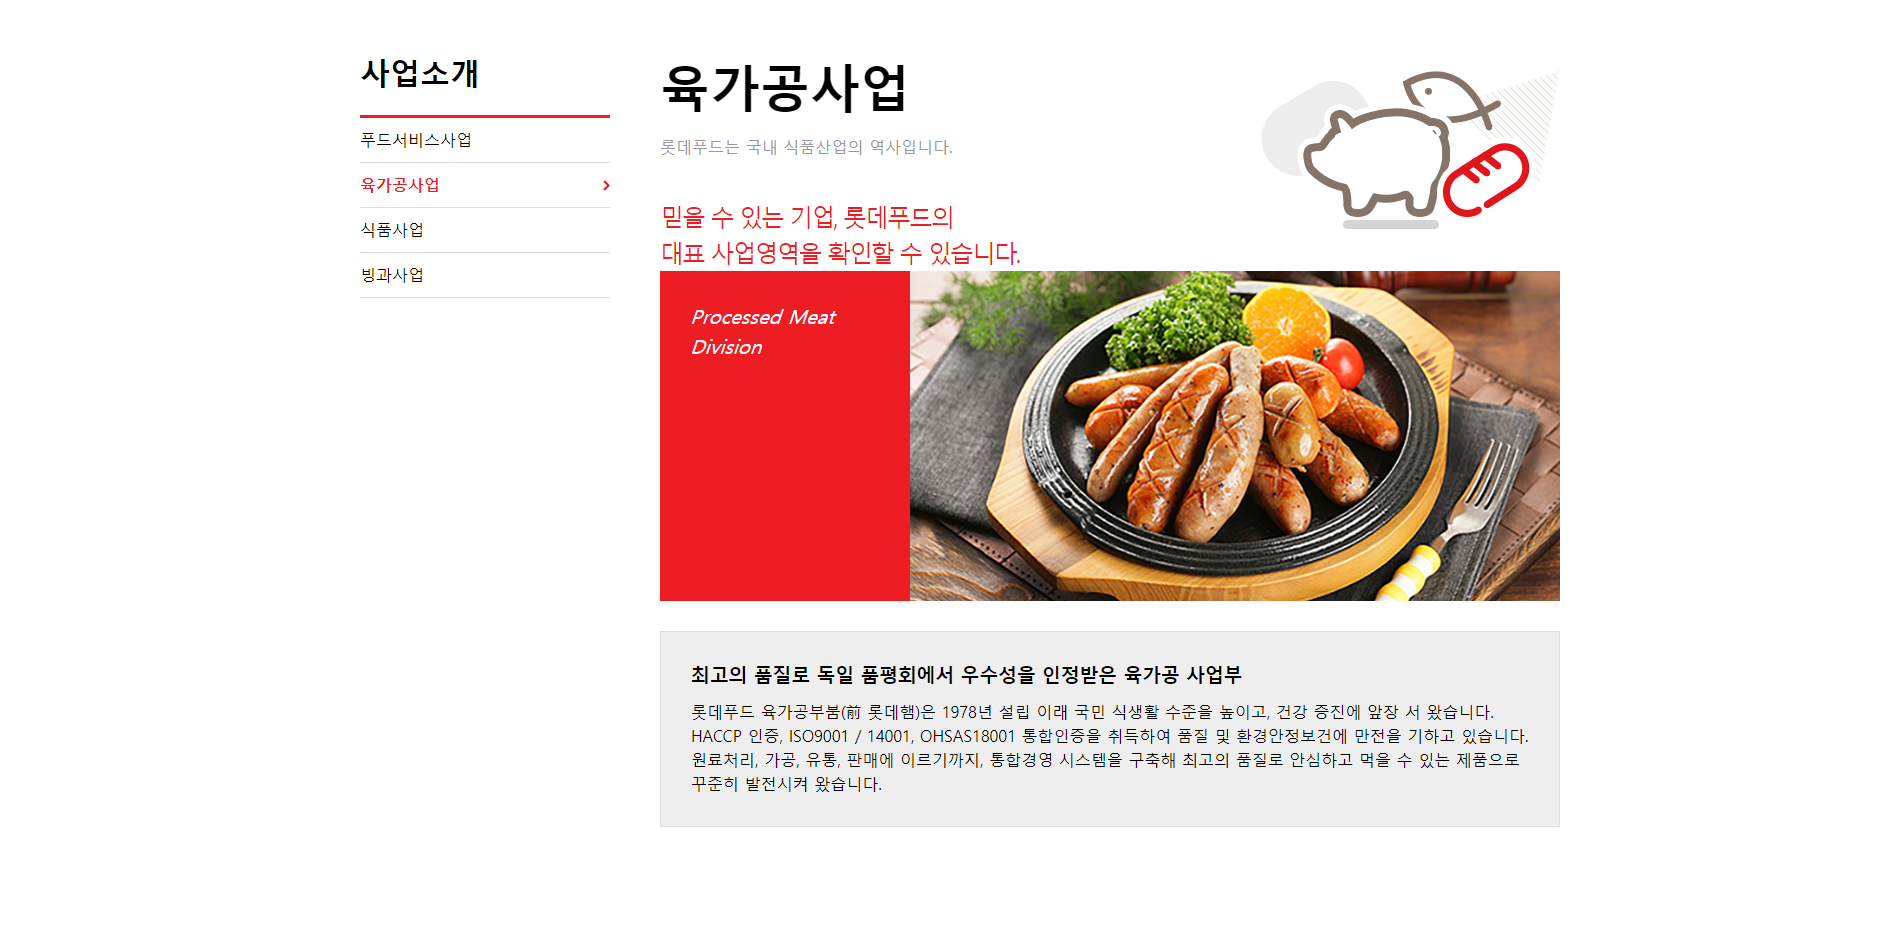 사업소개
푸드서비스사업
육가공사업
식품사업
빙과사업
육가공사업
롯데푸드는 국내 식품산업의 역사입니다.
믿을 수 있는 기업, 롯데푸드의
대표 사업영역을 확인할 수 있습니다.
Processed Meat
Division
최고의 품질로 독일 품평회에서 우수성을 인정받은 육가공 사업부
롯데푸드 육가공부붐(前 롯데햄)은 1978년 설립 이래 국민 식생활 수준을 높이고, 건강 증진에 앞장 서 왔습니다.
HACCP 인증, ISO9001 / 14001, OHSAS18001 통합인증을 취득하여 품질 및 환경안정보건에 만전을 기하고 있습니다.
원료처리, 가공, 유통, 판매에 이르기까지, 통합경영 시스템을 구축해 최고의 품질로 안심하고 먹을 수 있는 제품으로
꾸준히 발전시켜 왔습니다.